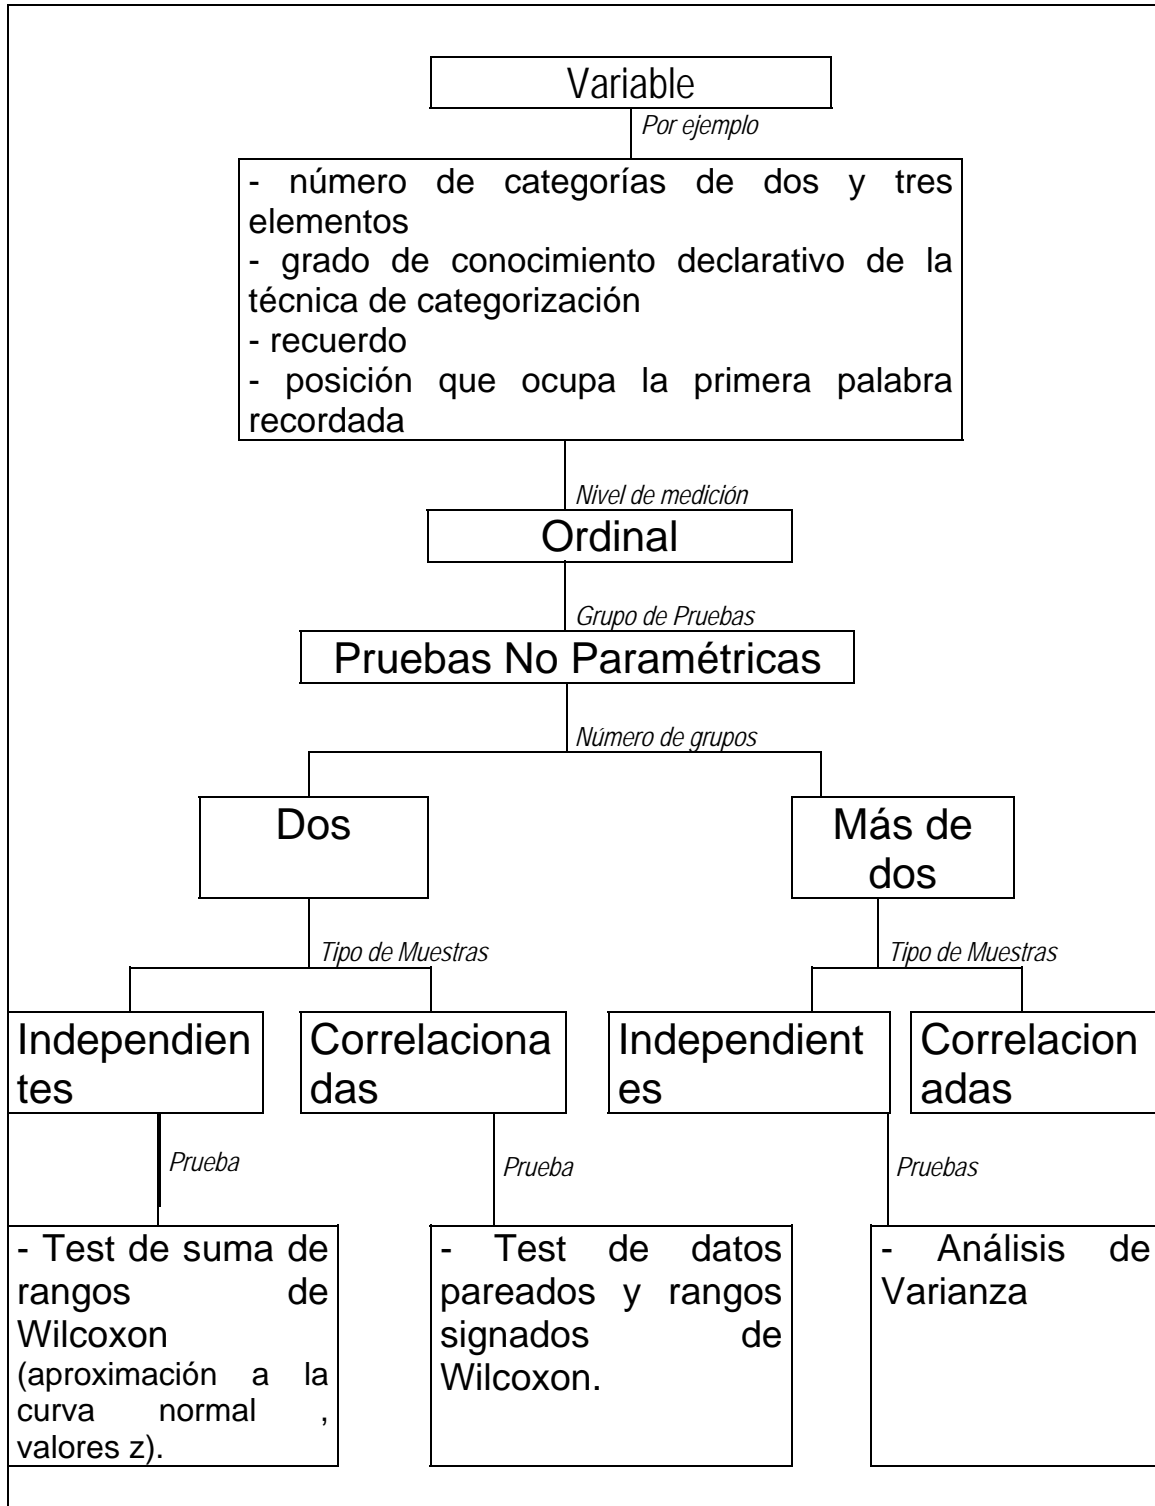 Variable
Por ejemplo
- número de categorías de dos y tres
elementos
- grado de conocimiento declarativo de la
técnica de categorización
- recuerdo
- posición que ocupa la primera palabra
recordada
Nivel de medición
Ordinal
Grupo de Pruebas
Pruebas No Paramétricas
Número de grupos
Dos
Más de
dos
Tipo de Muestras
Tipo de Muestras
Independien
tes
Correlaciona
das
Independient
es
Correlacion
adas
Prueba
Prueba
Pruebas
- Test de suma de
rangos de
Wilcoxon
(aproximación a la
curva normal ,
valores z).
- Test de datos
pareados y rangos
signados de
Wilcoxon.
- Análisis de
Varianza